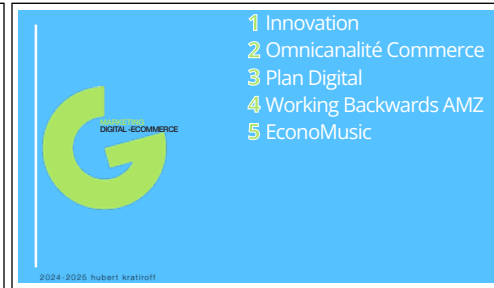 1 Innovation
2 Omnicanalité Commerce
3 Plan Digital
4 Working Backwards AMZ
5 EconoMusic
MARKETING
DIGITAL -ECOMMERCE
2024-2025 hubert kratiroff